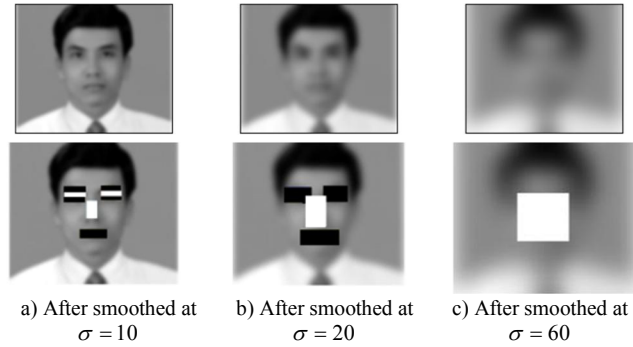 a) After smoothed at
σ = 10
b) After smoothed at
σ = 20
c) After smoothed at
σ = 60